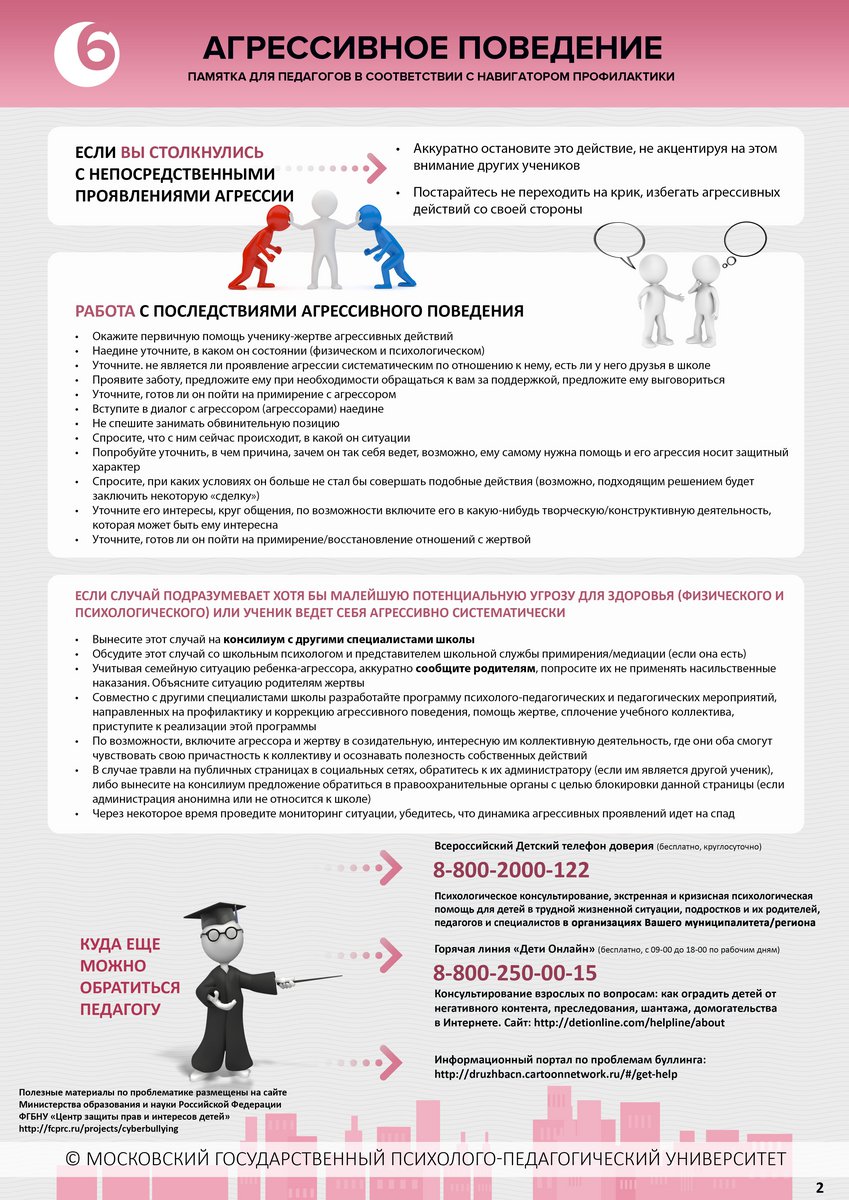 6
АГРЕССИВНОЕ ПОВЕДЕНИЕ
ПАМЯТКА ДЛЯ ПЕДАГОГОВ В СООТВЕТСТВИИ С НАВИГАТОРОМ ПРОФИЛАКТИКИ
ЕСЛИ ВЫ СТОЛКНУЛИСЬ
С НЕПОСРЕДСТВЕННЫМИ
ПРОЯВЛЕНИЯМИ АГРЕССИИ
• Аккуратно остановите это действие, не акцентируя на этом
внимание других учеников
• Постарайтесь не переходить на крик, избегать агрессивных
действий со своей стороны
РАБОТА С ПОСЛЕДСТВИЯМИ АГРЕССИВНОГО ПОВЕДЕНИЯ
• Окажите первичную помощь ученику-жертве агрессивных действий
• Наедине уточните, в каком он состоянии (физическом и психологическом)
• Уточните. не является ли проявление агрессии систематическим по отношению к нему, есть ли у него друзья в школе
• Проявите заботу, предложите ему при необходимости обращаться к вам за поддержкой, предложите ему выговориться
• Уточните, готов ли он пойти на примирение с агрессором
• Вступите в диалог с агрессором (агрессорами) наедине
• Не спешите занимать обвинительную позицию
• Спросите, что с ним сейчас происходит, в какой он ситуации
• Попробуйте уточнить, в чем причина, зачем он так себя ведет, возможно, ему самому нужна помощь и его агрессия носит защитный
характер
• Спросите, при каких условиях он больше не стал бы совершать подобные действия (возможно, подходящим решением будет
заключить некоторую «сделку»)
• Уточните его интересы, круг общения, по возможности включите его в какую-нибудь творческую/конструктивную деятельность,
которая может быть ему интересна
• Уточните, готов ли он пойти на примирение/восстановление отношений с жертвой
ЕСЛИ СЛУЧАЙ ПОДРАЗУМЕВАЕТ ХОТЯ БЫ МАЛЕЙШУЮ ПОТЕНЦИАЛЬНУЮ УГРОЗУ ДЛЯ ЗДОРОВЬЯ (ФИЗИЧЕСКОГО И
ПСИХОЛОГИЧЕСКОГО) ИЛИ УЧЕНИК ВЕДЕТ СЕБЯ АГРЕССИВНО СИСТЕМАТИЧЕСКИ
• Вынесите этот случай на консилиум с другими специалистами школы
• Обсудите этот случай со школьным психологом и представителем школьной службы примирения/медиации (если она есть)
• Учитывая семейную ситуацию ребенка-агрессора, аккуратно сообщите родителям, попросите их не применять насильственные
наказания. Объясните ситуацию родителям жертвы
• Совместно с другими специалистами школы разработайте программу психолого-педагогических и педагогических мероприятий,
направленных на профилактику и коррекцию агрессивного поведения, помощь жертве, сплочение учебного коллектива,
приступите к реализации этой программы
• По возможности, включите агрессора и жертву в созидательную, интересную им коллективную деятельность, где они оба смогут
чувствовать свою причастность к коллективу и осознавать полезность собственных действий
• В случае травли на публичных страницах в социальных сетях, обратитесь к их администратору (если им является другой ученик),
либо вынесите на консилиум предложение обратиться в правоохранительные органы с целью блокировки данной страницы (если
администрация анонимна или не относится к школе)
• Через некоторое время проведите мониторинг ситуации, убедитесь, что динамика агрессивных проявлений идет на спад
КУДА ЕЩЕ
МОЖНО
ОБРАТИТЬСЯ
ПЕДАГОГУ
Всероссийский Детский телефон доверия (бесплатно, круглосуточно)
8-800-2000-122
Психологическое консультирование, экстренная и кризисная психологическая
помощь для детей в трудной жизненной ситуации, подростков и их родителей,
педагогов и специалистов в организациях Вашего муниципалитета/региона
Горячая линия «Дети Онлайн» (бесплатно, с 09-00 до 18-00 по рабочим дням)
8-800-250-00-15
Консультирование взрослых по вопросам: как оградить детей от
негативного контента, преследования, шантажа, домогательства
в Интернете. Сайт: http://detionline.com/helpline/about
Информационный портал по проблемам буллинга:
http://druzhbacn.cartoonnetwork.ru/#/get-help
Полезные материалы по проблематике размещены на сайте
Министерства образования и науки Российской Федерации
ФГБНУ «Центр защиты прав и интересов детей»
http://fcprc.ru/projects/cyberbullying
© МОСКОВСКИЙ ГОСУДАРСТВЕННЫЙ ПСИХОЛОГО-ПЕДАГОГИЧЕСКИЙ УНИВЕРСИТЕТ
2